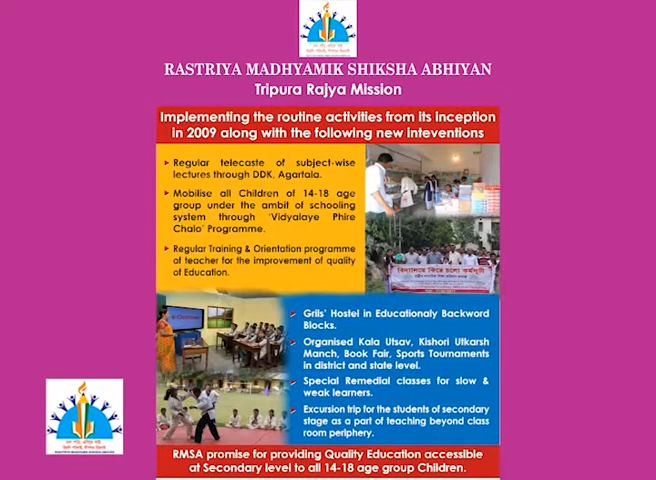 RASTRIYA MADHYAMIK SHIKSHA ABHIYAN
Tripura Rajya Mission
Implementing the routine activities from its inception
in 2009 along with the following new inteventions
Regular telecaste of subject-wise
lectures through DDK, Agartala.
Mobilise all Children of 14-18 age
group under the ambit of schooling
system through 'Vidyalaye Phire
Chalo' Programme.
Regular Training & Orientation programme
of teacher for the improvement of quality
of Education.
বিদ্যালয়ে ফিরে চলো কর্মসূচী
Grils' Hostel in Educationaly Backword
Blocks.
Organised Kala Utsav, Kishori Utkarsh
Manch, Book Fair, Sports Tournaments
in district and state level.
Special Remedial classes for slow &
weak learners.
Excursion trip for the students of secondary
stage as a part of teaching beyond class
room periphery.
RMSA promise for providing Quality Education accessible
at Secondary level to all 14-18 age group Children.